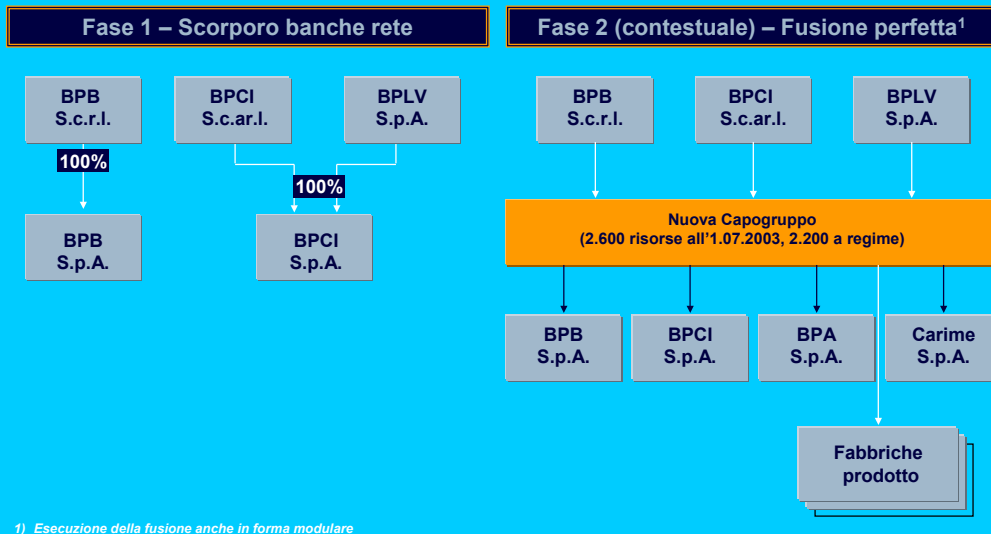 Fase 1 – Scorporo banche rete
BPB
S.c.r.l.
BPCI
S.c.ar.l.
BPLV
S.p.A.
100%
100%
BPB
S.p.A.
BPCI
S.p.A.
Fase 2 (contestuale) – Fusione perfetta¹
BPB
S.c.r.l.
BPCI
S.c.ar.l.
BPLV
S.p.A.
Nuova Capogruppo
(2.600 risorse all'1.07.2003, 2.200 a regime)
BPB
S.p.A.
BPCI
S.p.A.
BPA
S.p.A.
Carime
S.p.A.
Fabbriche
prodotto
1) Esecuzione della fusione anche in forma modulare